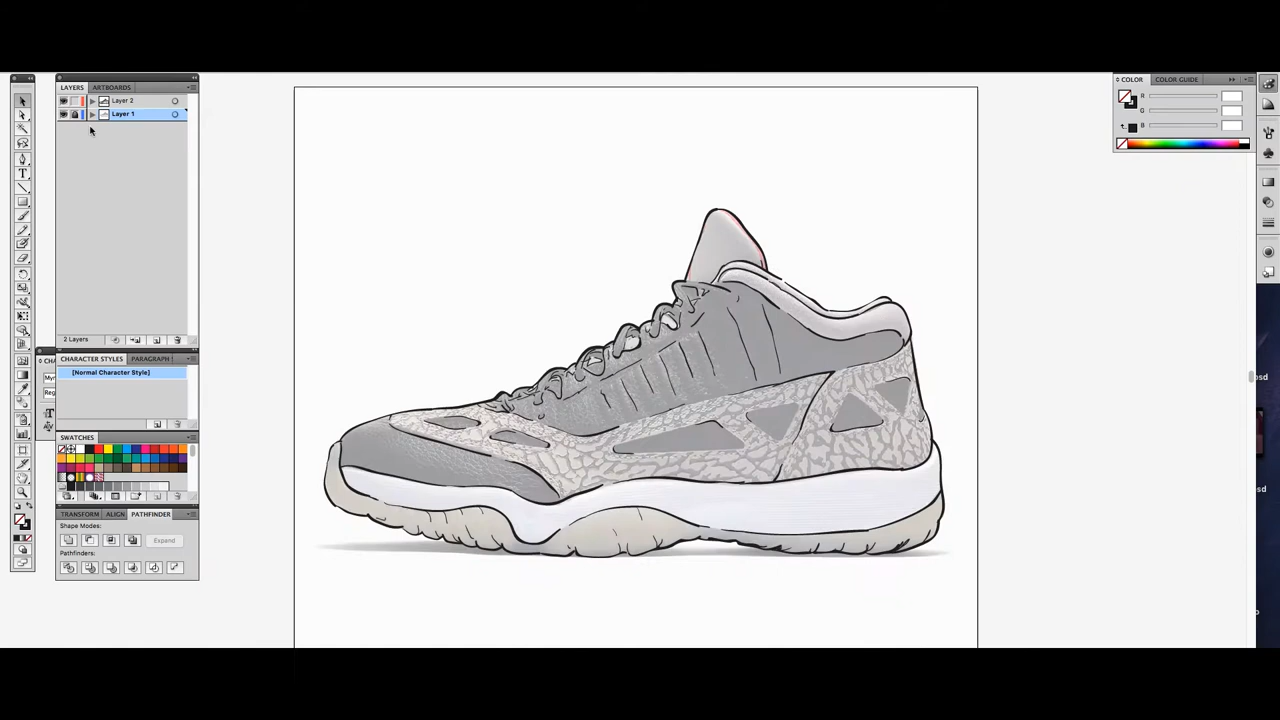 LAYERS ARTBOARDS
Layer 2
Layer 1
2 Layers
CHARACTER STYLES PARAGRAPH
[Normal Character Style]
SWATCHES
TRANSFORM ALIGN PATHFINDER
Shape Modes:
Expand
Pathfinders:
COLOR COLOR GUIDE
R
G
B